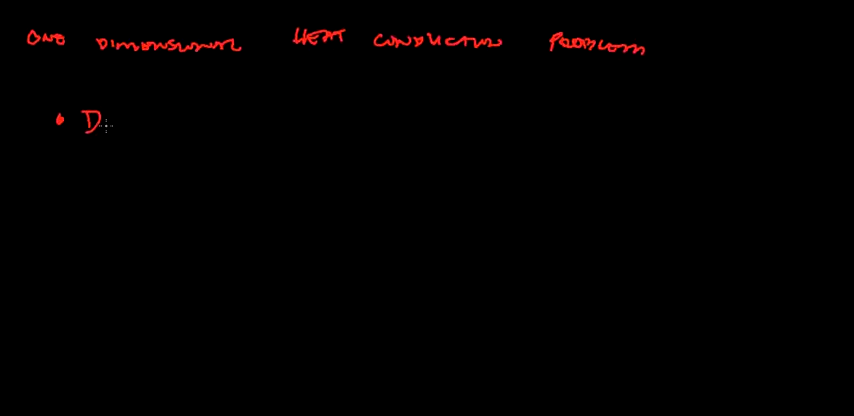 ONE DIMENSIONAL HEAT CONDUCTION PROBLEM
• D